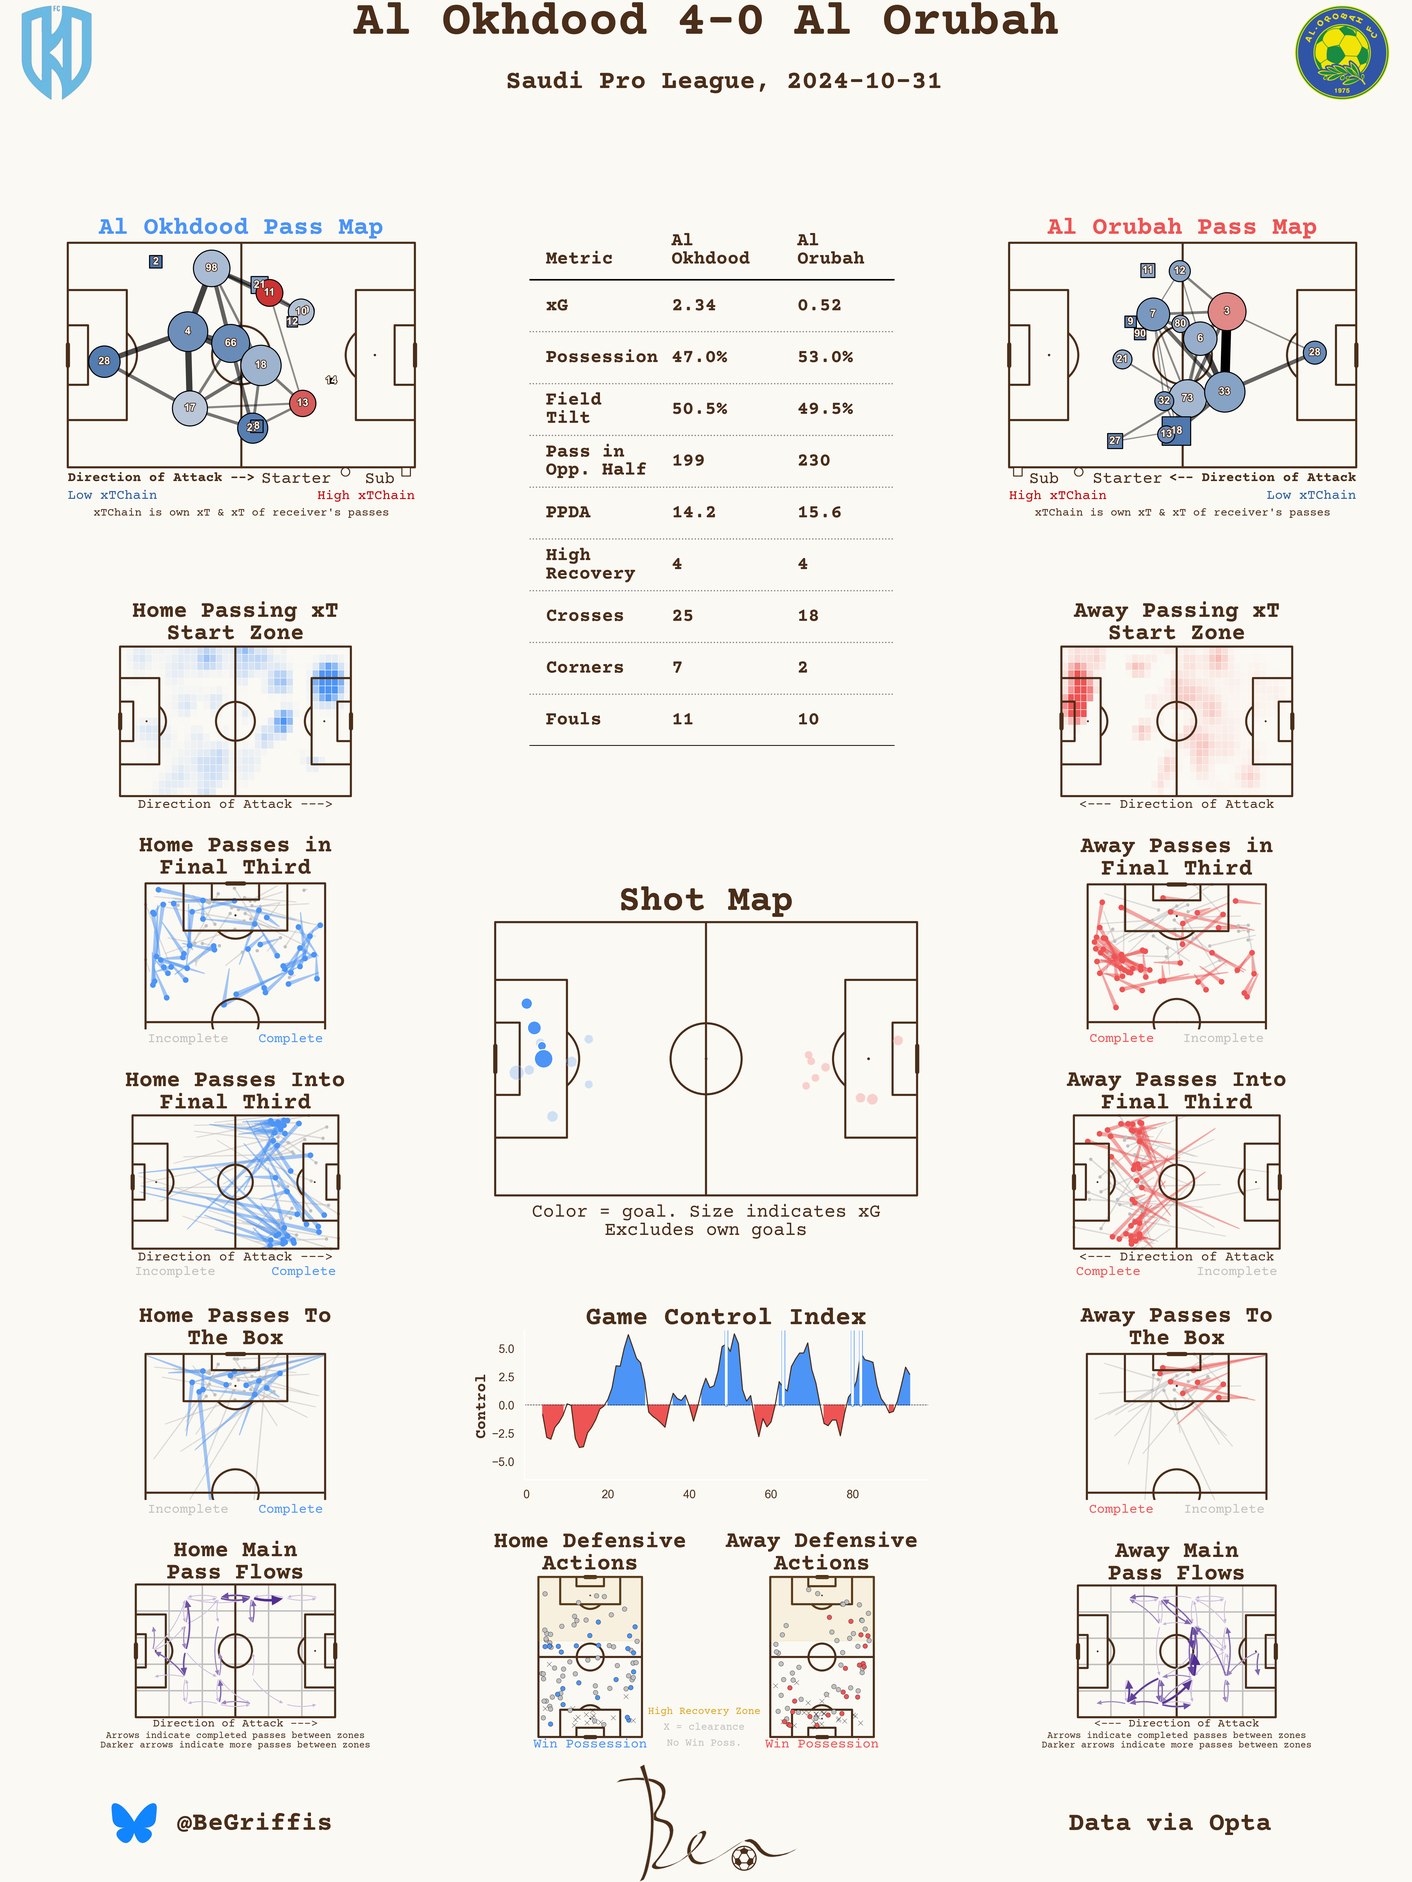 Al Okhdood 4-0 Al Orubah
Saudi Pro League, 2024-10-31
FC
AL-OROBAH FC
1975
Al Okhdood Pass Map
2
98
21
11
10
12
4
66
28
18
14
17
13
8
Direction of Attack --> Starter Sub
Low xTChain High xTChain
xTChain is own xT & xT of receiver's passes
Metric Al Okhdood Al Orubah
xG 2.34 0.52
Possession 47.0% 53.0%
Field Tilt 50.5% 49.5%
Pass in Opp. Half 199 230
PPDA 14.2 15.6
High Recovery 4 4
Crosses 25 18
Corners 7 2
Fouls 11 10
Al Orubah Pass Map
11
12
7
3
9
80
90
6
21
28
33
32
73
13
18
27
Sub Starter <-- Direction of Attack
High xTChain Low xTChain
xTChain is own xT & xT of receiver's passes
Home Passing xT
Start Zone
Direction of Attack --->
Away Passing xT
Start Zone
<--- Direction of Attack
Home Passes in
Final Third
Incomplete Complete
Away Passes in
Final Third
Complete Incomplete
Shot Map
Color = goal. Size indicates xG
Excludes own goals
Home Passes Into
Final Third
Direction of Attack --->
Incomplete Complete
Away Passes Into
Final Third
<--- Direction of Attack
Complete Incomplete
Home Passes To
The Box
Incomplete Complete
Game Control Index
Control
5.0
2.5
0.0
−2.5
−5.0
0 20 40 60 80
Away Passes To
The Box
Complete Incomplete
Home Main
Pass Flows
Direction of Attack --->
Arrows indicate completed passes between zones
Darker arrows indicate more passes between zones
Home Defensive
Actions
Win Possession
High Recovery Zone
X = clearance
No Win Poss.
Away Defensive
Actions
Win Possession
Away Main
Pass Flows
<--- Direction of Attack
Arrows indicate completed passes between zones
Darker arrows indicate more passes between zones
@BeGriffis
Ben
Data via Opta